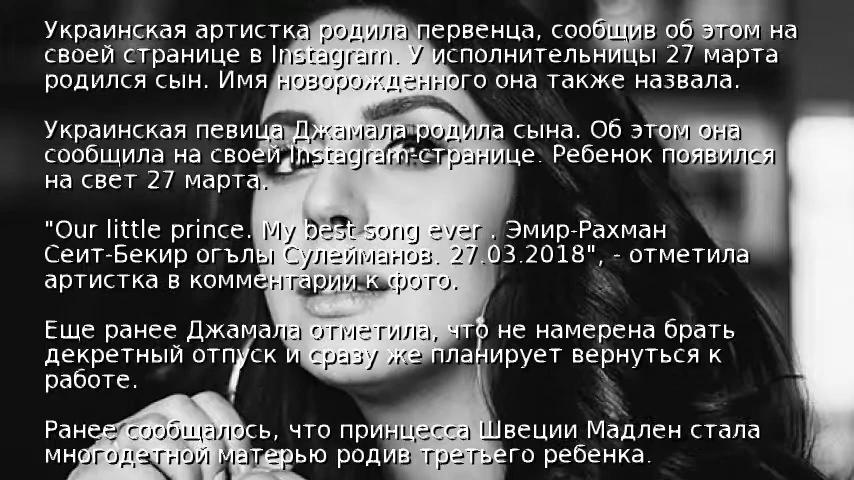 Украинская артистка родила первенца, сообщив об этом на
своей странице в Instagram. У исполнительницы 27 марта
родился сын. Имя новорожденного она также назвала.
Украинская певица Джамала родила сына. Об этом она
сообщила на своей Instagram-странице. Ребенок появился
на свет 27 марта.
"Our little prince. My best song ever . Эмир-Рахман
Сеит-Бекир огълы Сулейманов. 27.03.2018", - отметила
артистка в комментарии к фото.
Еще ранее Джамала отметила, что не намерена брать
декретный отпуск и сразу же планирует вернуться к
работе.
Ранее сообщалось, что принцесса Швеции Мадлен стала
многодетной матерью родив третьего ребенка.